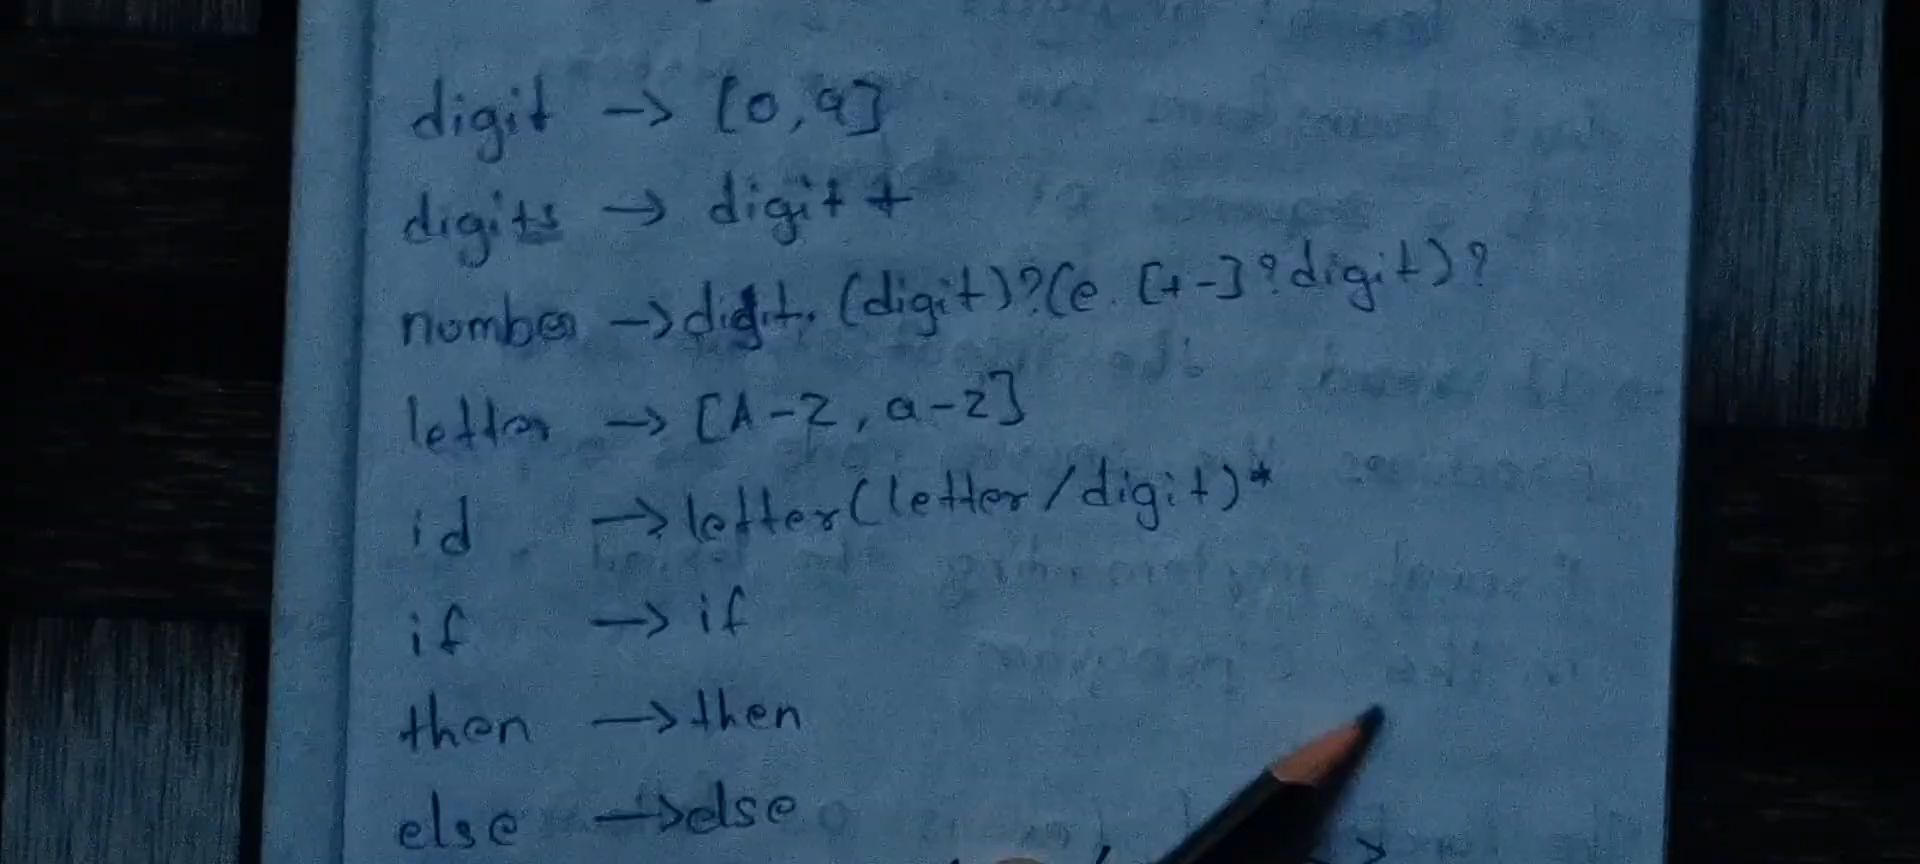 digit → [0,9]
digits → digit+
number → digit. (digit)?(e. [+-]?digit)?
letter → [A-Z, a-z]
id → letter(letter/digit)*
if → if
then → then
else → else